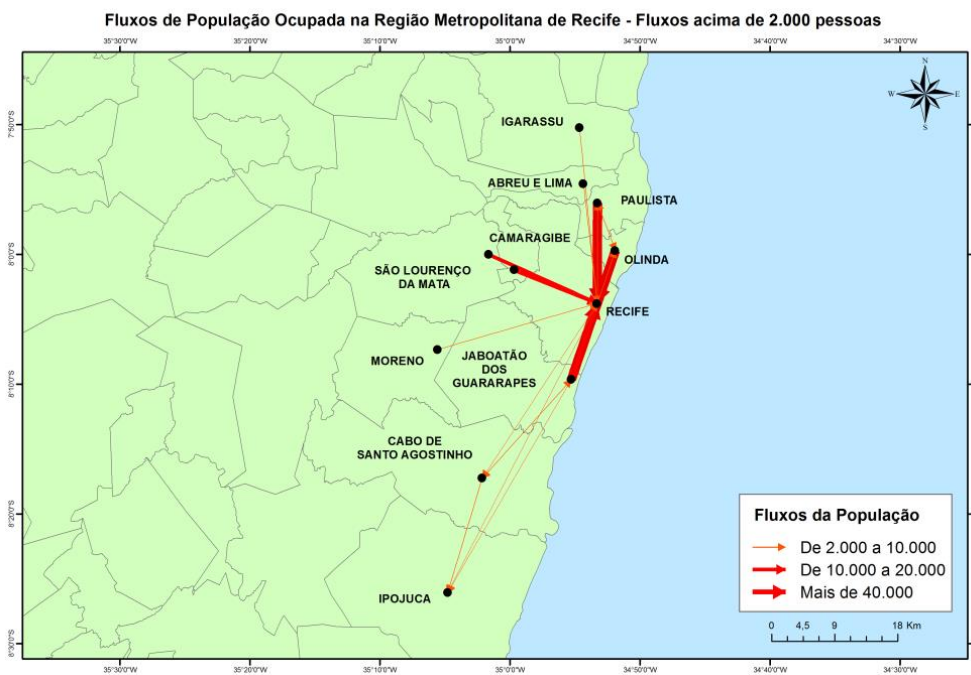 Fluxos de População Ocupada na Região Metropolitana de Recife - Fluxos acima de 2.000 pessoas
35°30'0"W 35°20'0"W 35°10'0"W 35°0'0"W 34°50'0"W 34°40'0"W 34°30'0"W
N
W E
S
7°50'0"S
IGARASSU
ABREU E LIMA
PAULISTA
CAMARAGIBE
8°0'0"S
OLINDA
SÃO LOURENÇO
DA MATA
RECIFE
MORENO
JABOATÃO
DOS
GUARARAPES
8°10'0"S
CABO DE
SANTO AGOSTINHO
8°20'0"S
IPOJUCA
8°30'0"S
Fluxos da População
De 2.000 a 10.000
De 10.000 a 20.000
Mais de 40.000
0 4,5 9 18 Km
35°30'0"W 35°20'0"W 35°10'0"W 35°0'0"W 34°50'0"W 34°40'0"W 34°30'0"W